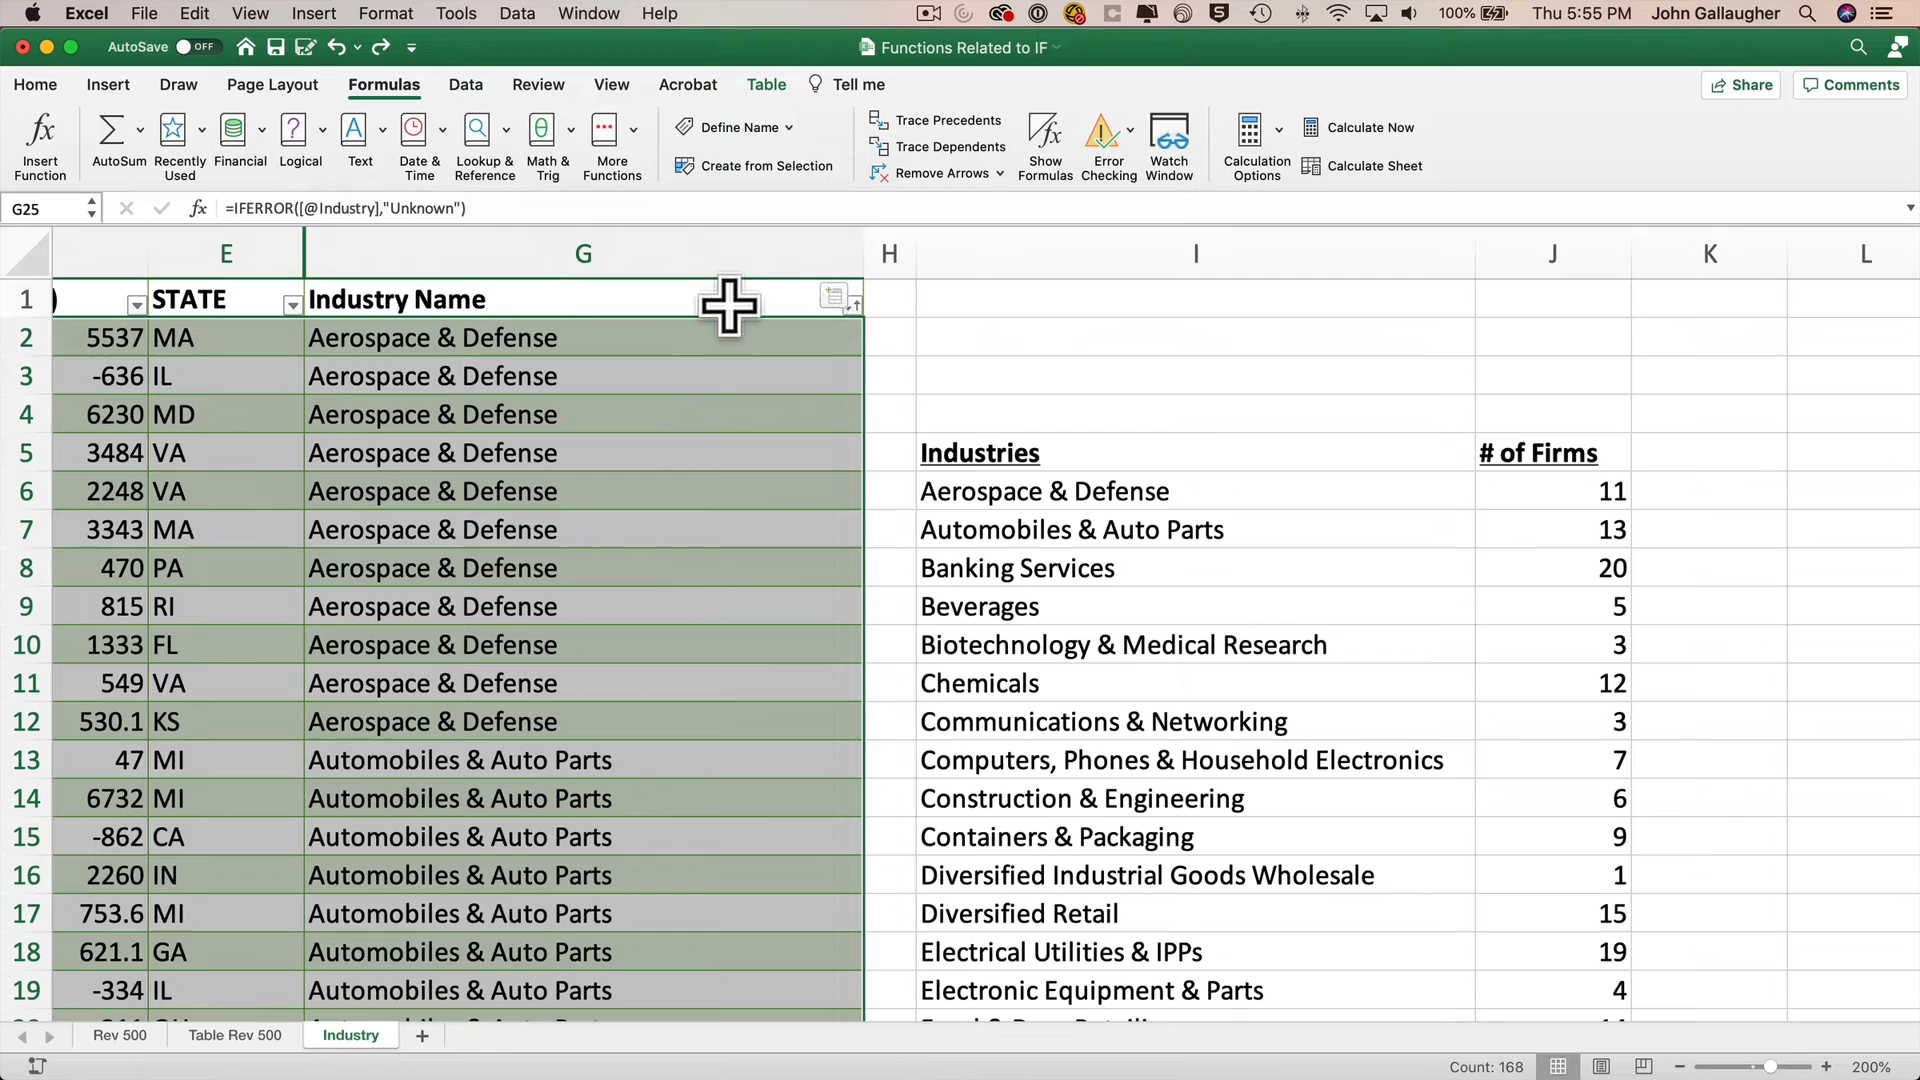 Excel File Edit View Insert Format Tools Data Window Help 100% Thu 5:55 PM John Gallaugher
AutoSave OFF Functions Related to IF
Home Insert Draw Page Layout Formulas Data Review View Acrobat Table Tell me Share Comments
Insert Function
AutoSum
Recently Used
Financial
Logical
Text
Date & Time
Lookup & Reference
Math & Trig
More Functions
Define Name
Create from Selection
Trace Precedents
Trace Dependents
Remove Arrows
Show Formulas
Error Checking
Watch Window
Calculation Options
Calculate Now
Calculate Sheet
G25 fx =IFERROR([@Industry],"Unknown")
E G H I J K L
1 ) STATE Industry Name
2 5537 MA Aerospace & Defense
3 -636 IL Aerospace & Defense
4 6230 MD Aerospace & Defense
5 3484 VA Aerospace & Defense Industries # of Firms
6 2248 VA Aerospace & Defense Aerospace & Defense 11
7 3343 MA Aerospace & Defense Automobiles & Auto Parts 13
8 470 PA Aerospace & Defense Banking Services 20
9 815 RI Aerospace & Defense Beverages 5
10 1333 FL Aerospace & Defense Biotechnology & Medical Research 3
11 549 VA Aerospace & Defense Chemicals 12
12 530.1 KS Aerospace & Defense Communications & Networking 3
13 47 MI Automobiles & Auto Parts Computers, Phones & Household Electronics 7
14 6732 MI Automobiles & Auto Parts Construction & Engineering 6
15 -862 CA Automobiles & Auto Parts Containers & Packaging 9
16 2260 IN Automobiles & Auto Parts Diversified Industrial Goods Wholesale 1
17 753.6 MI Automobiles & Auto Parts Diversified Retail 15
18 621.1 GA Automobiles & Auto Parts Electrical Utilities & IPPs 19
19 -334 IL Automobiles & Auto Parts Electronic Equipment & Parts 4
Rev 500 Table Rev 500 Industry +
Count: 168 200%